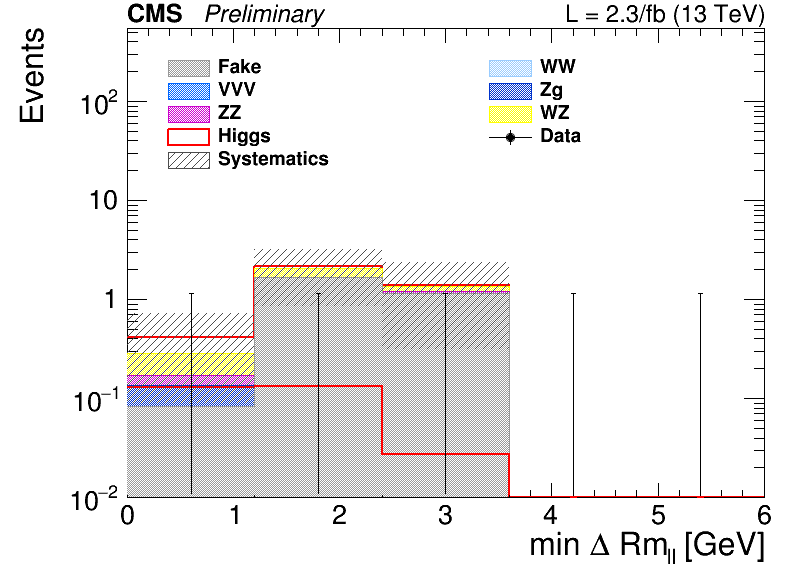 CMS Preliminary L = 2.3/fb (13 TeV)
Events
Fake WW
VVV Zg
ZZ WZ
Higgs Data
Systematics
10²
10
1
10⁻¹
10⁻²
0 1 2 3 4 5 6
min Δ Rm_ll [GeV]